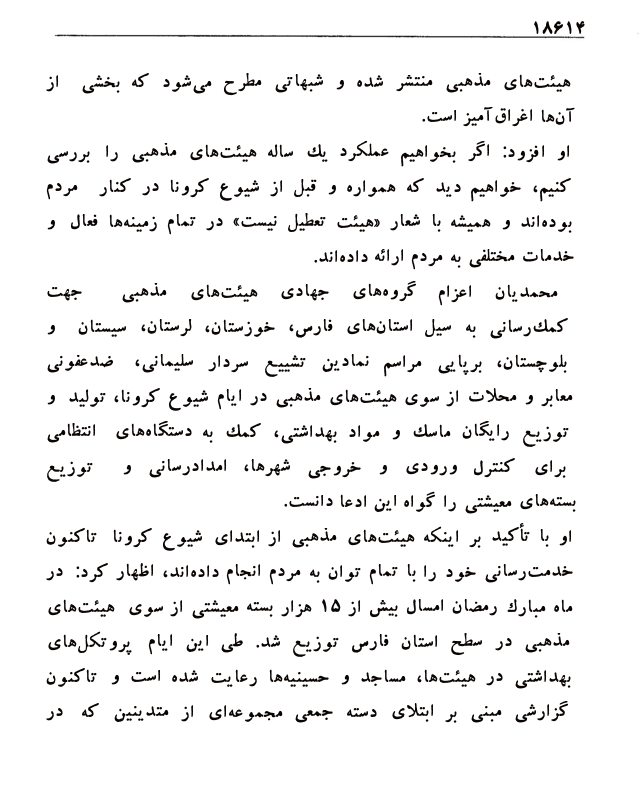 ۱۸۶۱۴
هیئت‌های مذهبی منتشر شده و شبهاتی مطرح می‌شود که بخشی از
آن‌ها اغراق‌آمیز است.
او افزود: اگر بخواهیم عملکرد یك ساله هیئت‌های مذهبی را بررسی
کنیم، خواهیم دید که همواره و قبل از شیوع کرونا در کنار مردم
بوده‌اند و همیشه با شعار «هیئت تعطیل نیست» در تمام زمینه‌ها فعال و
خدمات مختلفی به مردم ارائه داده‌اند.
محمدیان اعزام گروه‌های جهادی هیئت‌های مذهبی جهت
کمك‌رسانی به سیل استان‌های فارس، خوزستان، لرستان، سیستان و
بلوچستان، برپایی مراسم نمادین تشییع سردار سلیمانی، ضدعفونی
معابر و محلات از سوی هیئت‌های مذهبی در ایام شیوع کرونا، تولید و
توزیع رایگان ماسك و مواد بهداشتی، کمك به دستگاه‌های انتظامی
برای کنترل ورودی و خروجی شهرها، امدادرسانی و توزیع
بسته‌های معیشتی را گواه این ادعا دانست.
او با تأکید بر اینکه هیئت‌های مذهبی از ابتدای شیوع کرونا تاکنون
خدمت‌رسانی خود را با تمام توان به مردم انجام داده‌اند، اظهار کرد: در
ماه مبارك رمضان امسال بیش از ۱۵ هزار بسته معیشتی از سوی هیئت‌های
مذهبی در سطح استان فارس توزیع شد. طی این ایام پروتکل‌های
بهداشتی در هیئت‌ها، مساجد و حسینیه‌ها رعایت شده است و تاکنون
گزارشی مبنی بر ابتلای دسته جمعی مجموعه‌ای از متدینین که در